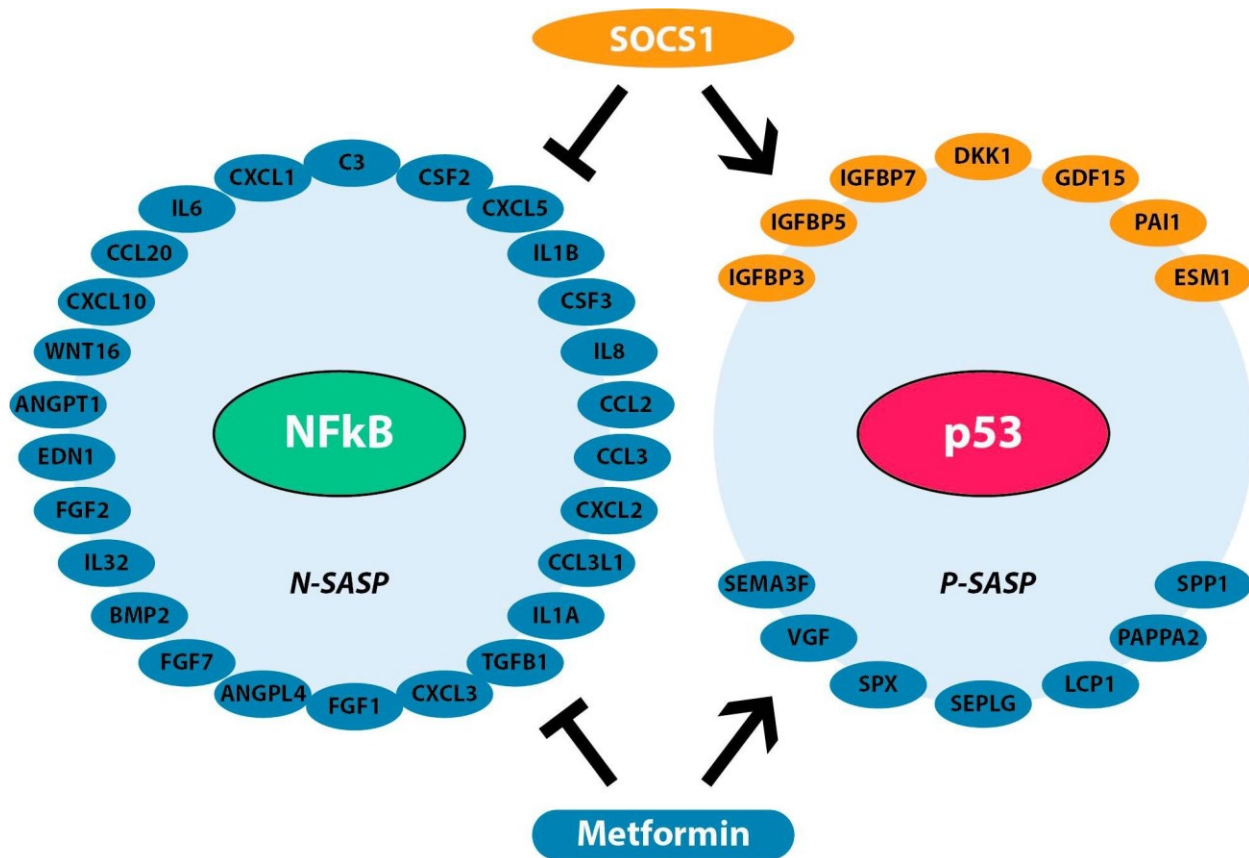 SOCS1
C3
CXCL1
CSF2
IL6
CXCL5
CCL20
IL1B
CXCL10
CSF3
WNT16
IL8
ANGPT1
CCL2
EDN1
CCL3
FGF2
CXCL2
IL32
CCL3L1
BMP2
IL1A
FGF7
TGFB1
ANGPL4
CXCL3
FGF1
NFkB
N-SASP
DKK1
IGFBP7
GDF15
IGFBP5
PAI1
IGFBP3
ESM1
p53
P-SASP
SEMA3F
SPP1
VGF
PAPPA2
SPX
LCP1
SEPLG
Metformin